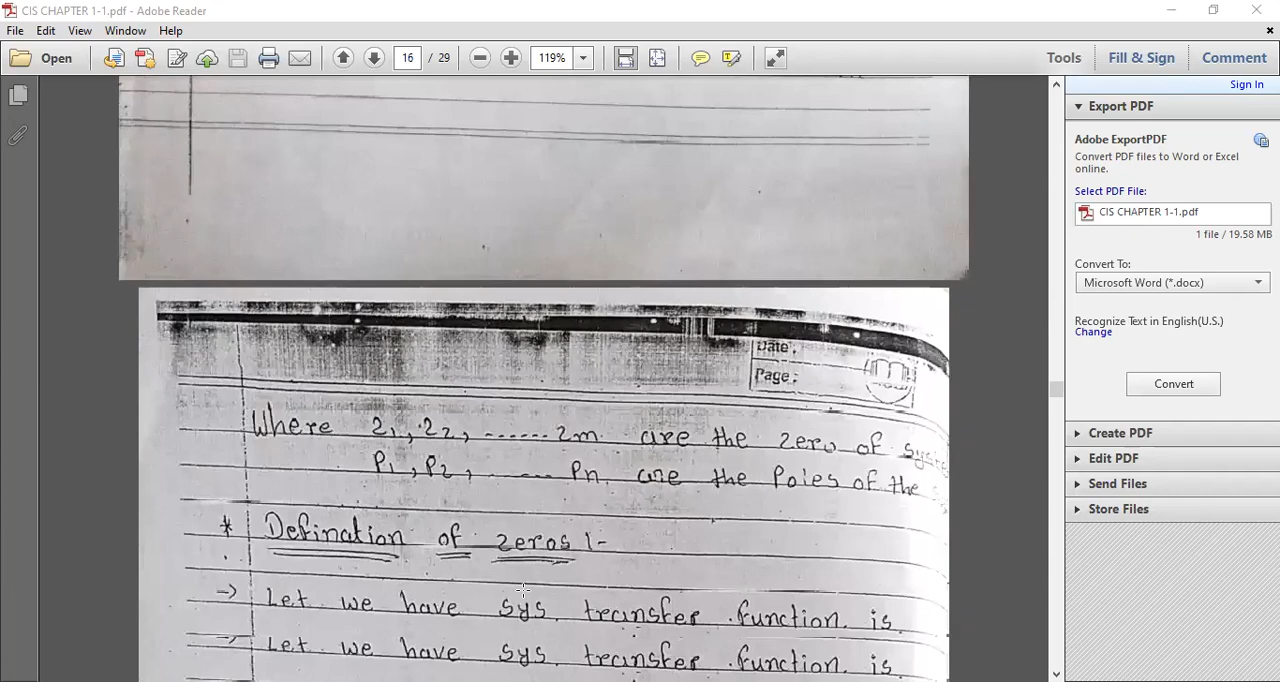 CIS CHAPTER 1-1.pdf - Adobe Reader
File Edit View Window Help
Open 16 / 29 119% Tools Fill & Sign Comment
Sign In
Export PDF
Adobe ExportPDF
Convert PDF files to Word or Excel
online.
Select PDF File:
CIS CHAPTER 1-1.pdf
1 file / 19.58 MB
Convert To:
Microsoft Word (*.docx)
Recognize Text in English(U.S.)
Change
Convert
Create PDF
Edit PDF
Send Files
Store Files
Date :
Page :
Where z1, z2, ------ zm are the zero of syste
P1, P2, ------ Pn are the Poles of the
* Defination of zeros :-
→ Let we have sys. transfer function is.
→ Let we have sys. transfer function is.